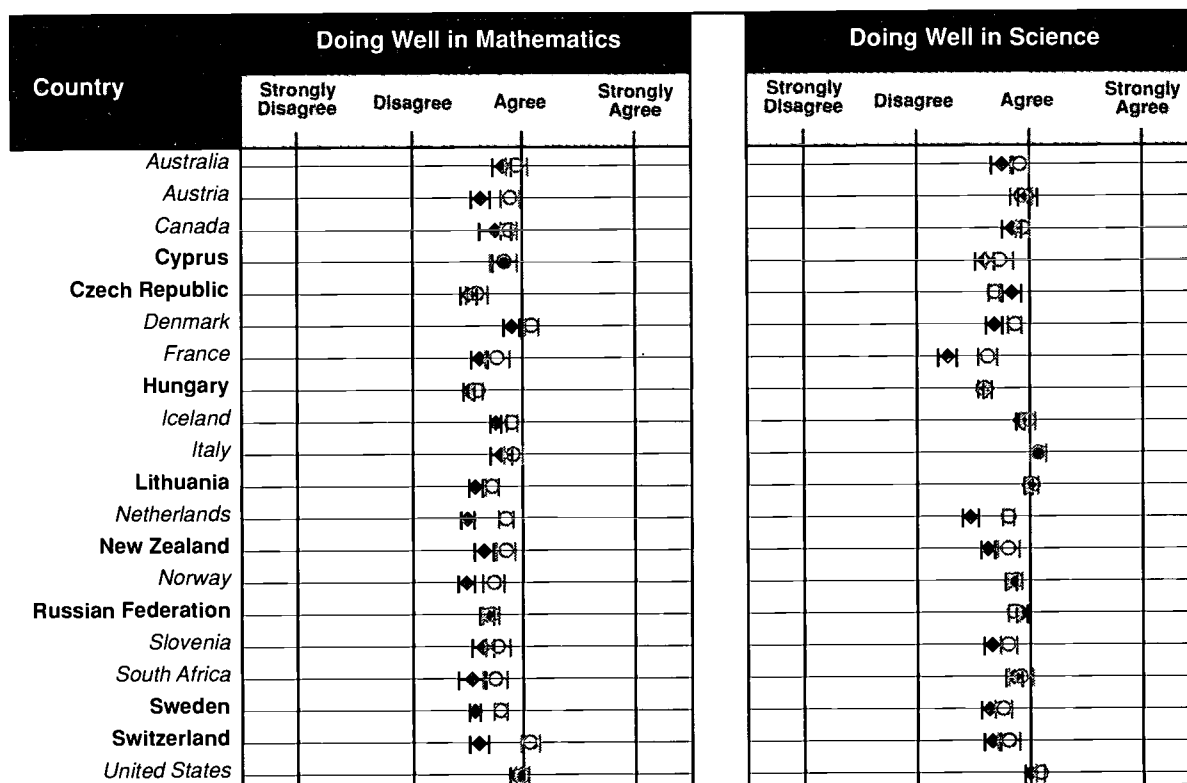 Doing Well in Mathematics
Doing Well in Science
Country
Strongly Disagree
Disagree
Agree
Strongly Agree
Strongly Disagree
Disagree
Agree
Strongly Agree
Australia
Austria
Canada
Cyprus
Czech Republic
Denmark
France
Hungary
Iceland
Italy
Lithuania
Netherlands
New Zealand
Norway
Russian Federation
Slovenia
South Africa
Sweden
Switzerland
United States